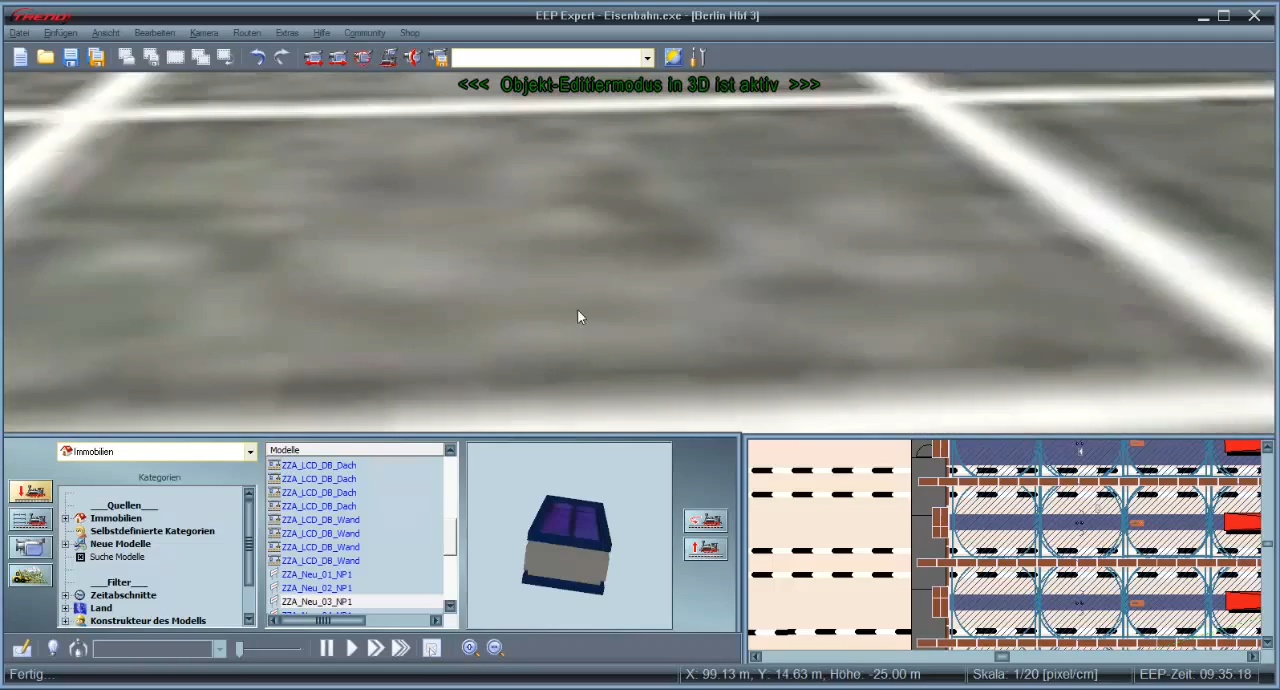 TREND
EEP Expert - Eisenbahn.exe - [Berlin Hbf 3]
Datei Einfügen Ansicht Bearbeiten Kamera Routen Extras Hilfe Community Shop
<<< Objekt-Editiermodus in 3D ist aktiv >>>
Immobilien
Kategorien
___Quellen___
Immobilien
Selbstdefinierte Kategorien
Neue Modelle
Suche Modelle
___Filter___
Zeitabschnitte
Land
Konstrukteur des Modells
Modelle
ZZA_LCD_DB_Dach
ZZA_LCD_DB_Dach
ZZA_LCD_DB_Dach
ZZA_LCD_DB_Dach
ZZA_LCD_DB_Wand
ZZA_LCD_DB_Wand
ZZA_LCD_DB_Wand
ZZA_LCD_DB_Wand
ZZA_Neu_01_NP1
ZZA_Neu_02_NP1
ZZA_Neu_03_NP1
Fertig...
X: 99.13 m, Y: 14.63 m, Höhe: -25.00 m
Skala: 1/20 [pixel/cm]
EEP-Zeit: 09:35.18